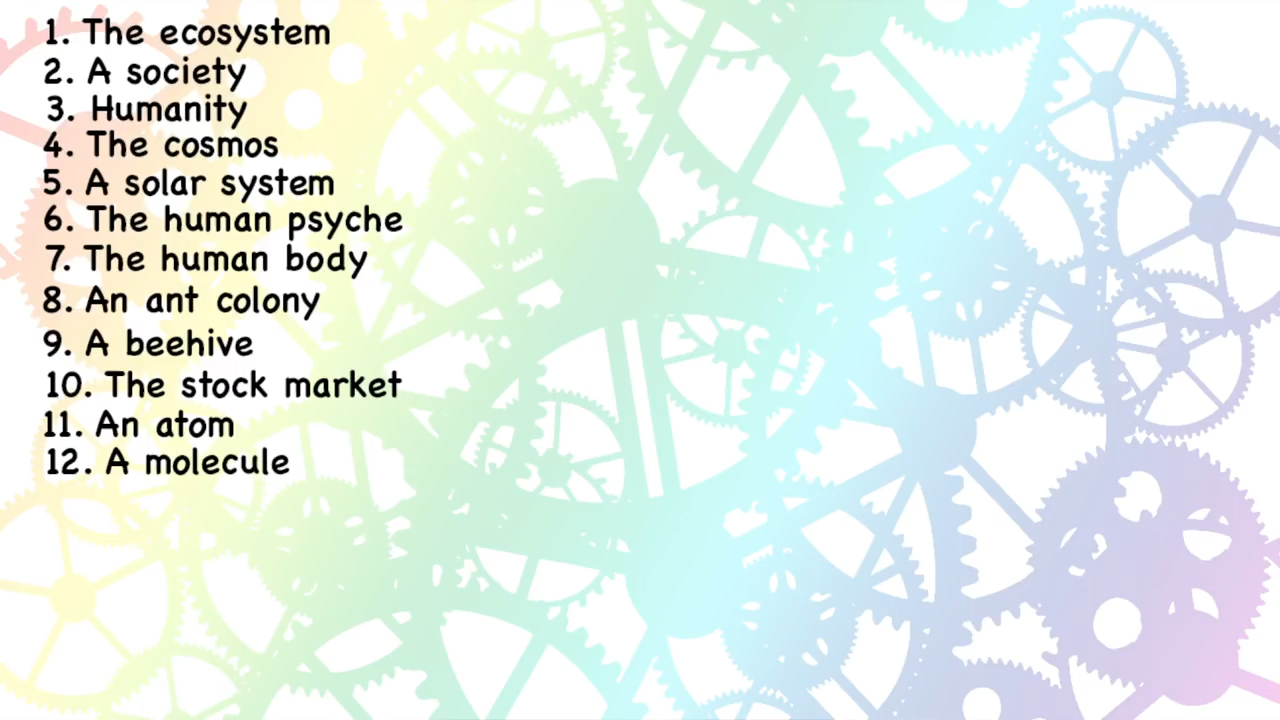 1. The ecosystem
2. A society
3. Humanity
4. The cosmos
5. A solar system
6. The human psyche
7. The human body
8. An ant colony
9. A beehive
10. The stock market
11. An atom
12. A molecule